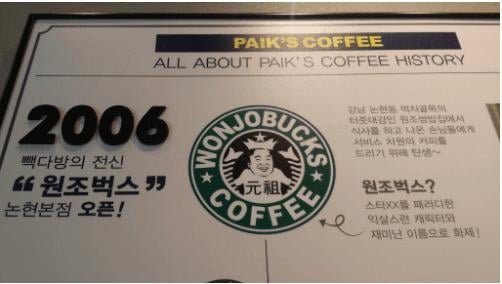 PAIK'S COFFEE
ALL ABOUT PAIK'S COFFEE HISTORY
2006
빽다방의 전신
“ 원조벅스 ”
논현본점 오픈!
WONJOBUCKS
元祖
COFFEE
강남 논현동 먹자골목의
터줏대감인 원조쌈밥집에서
식사를 하고 나온 손님들에게
서비스 차원의 커피를
드리기 위해 탄생~
원조벅스?
스타XX를 패러디한
익살스런 캐릭터와
재미난 이름으로 화제!